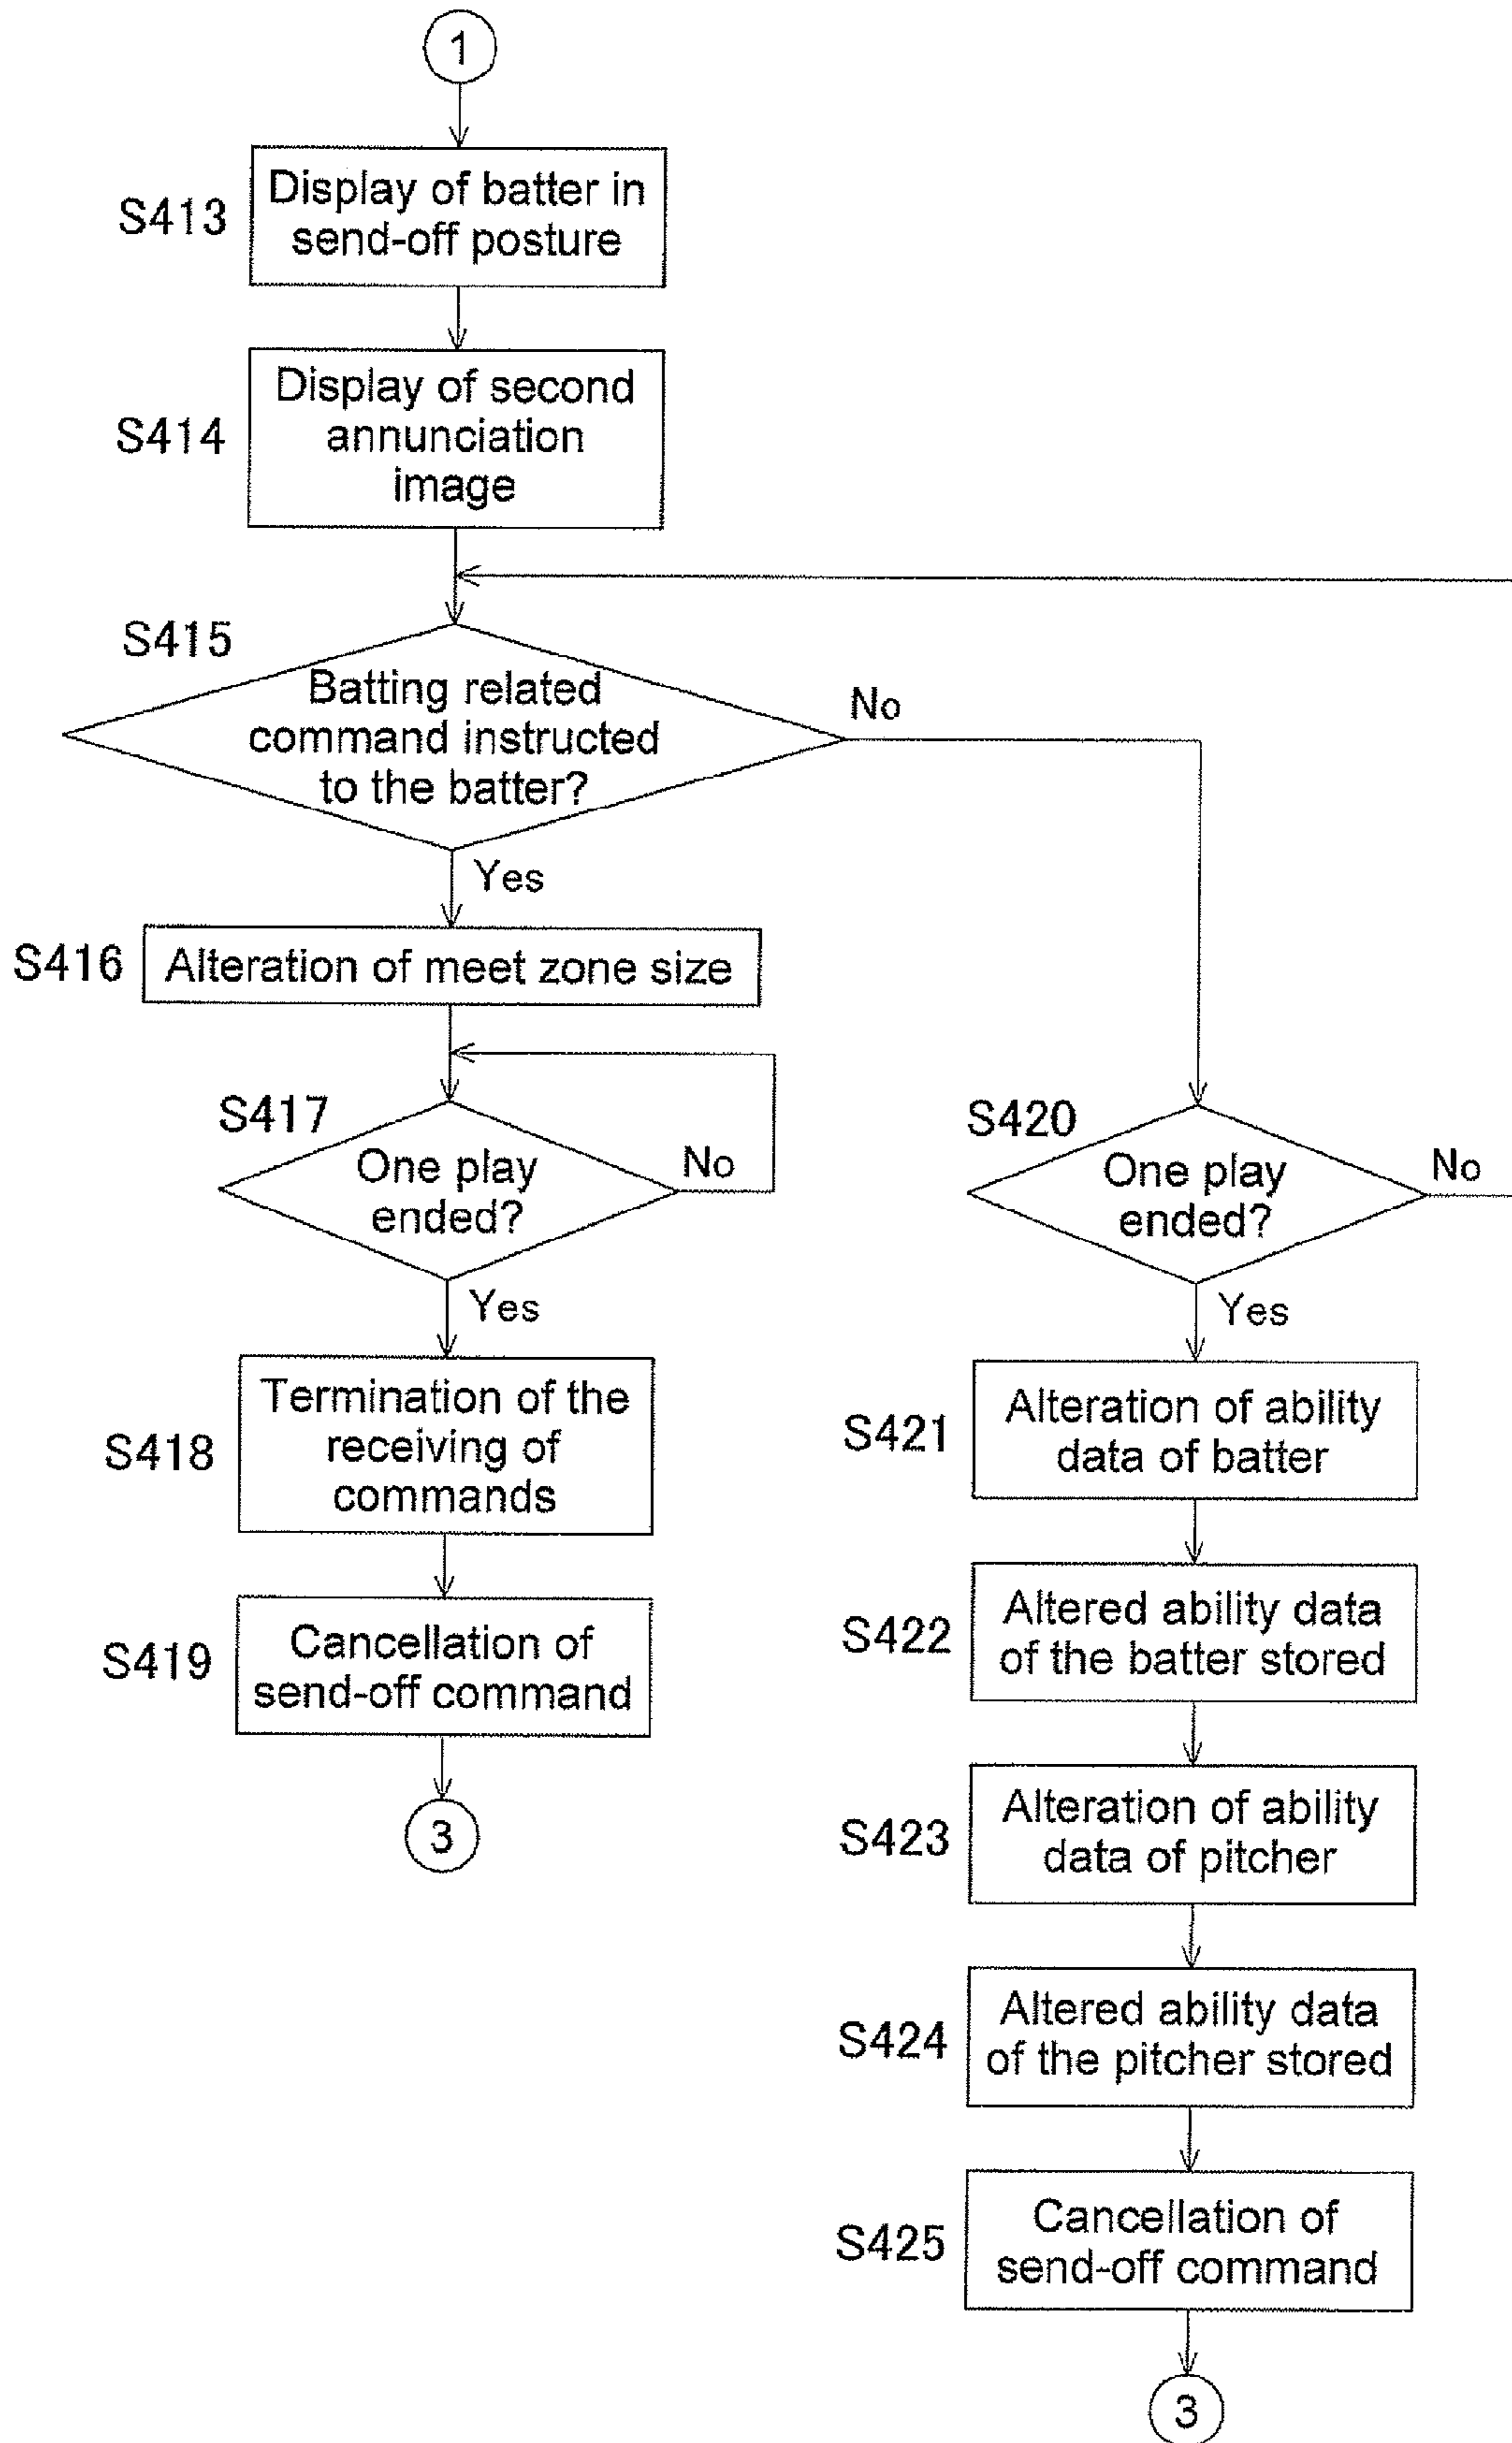 1
S413
Display of batter in
send-off posture
S414
Display of second
annunciation
image
S415
Batting related
command instructed
to the batter?
No
Yes
S416
Alteration of meet zone size
S417
One play
ended?
No
Yes
S418
Termination of the
receiving of
commands
S419
Cancellation of
send-off command
3
S420
One play
ended?
No
Yes
S421
Alteration of ability
data of batter
S422
Altered ability data
of the batter stored
S423
Alteration of ability
data of pitcher
S424
Altered ability data
of the pitcher stored
S425
Cancellation of
send-off command
3